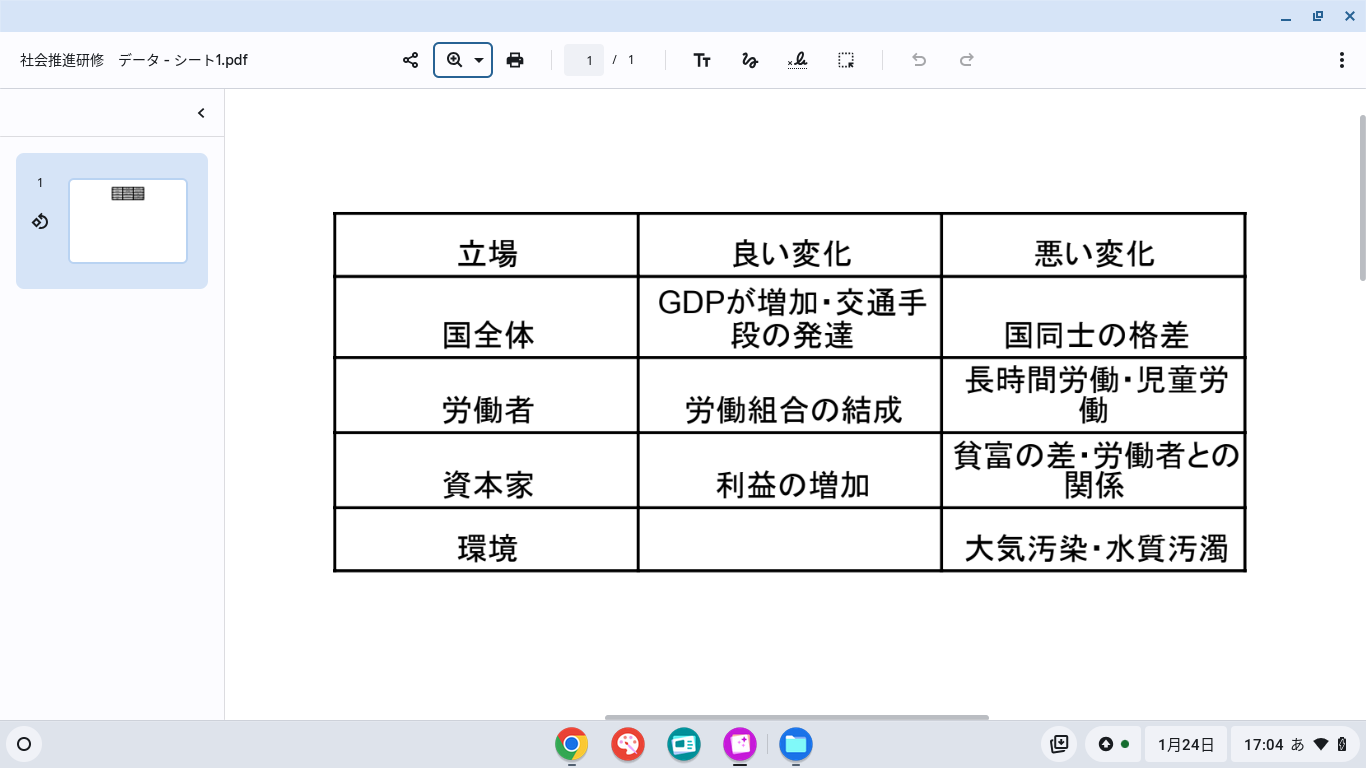 社会推進研修　データ - シート1.pdf
1 / 1
1
立場 良い変化 悪い変化
国全体 GDPが増加・交通手段の発達 国同士の格差
労働者 労働組合の結成 長時間労働・児童労働
資本家 利益の増加 貧富の差・労働者との関係
環境 大気汚染・水質汚濁
1月24日 17:04 あ